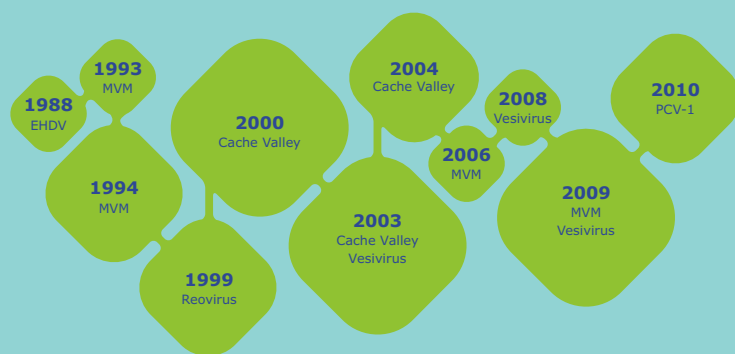 1988
EHDV
1993
MVM
1994
MVM
1999
Reovirus
2000
Cache Valley
2003
Cache Valley
Vesivirus
2004
Cache Valley
2006
MVM
2008
Vesivirus
2009
MVM
Vesivirus
2010
PCV-1